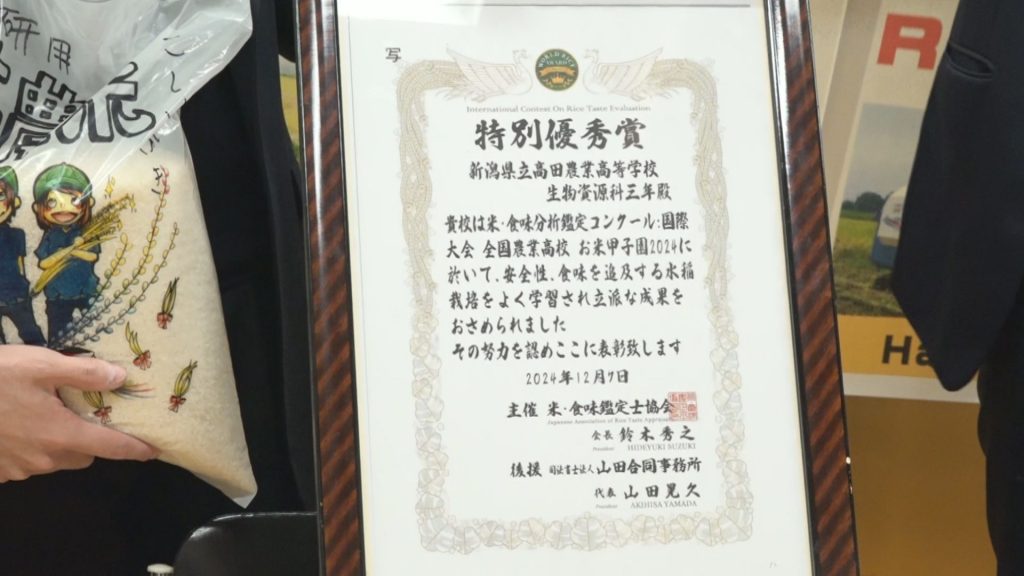 研用
写
WORLD RICE AWARD
International Contest On Rice Taste Evaluation
特別優秀賞
新潟県立高田農業高等学校
生物資源科三年殿
貴校は米・食味分析鑑定コンクール:国際
大会 全国農業高校 お米甲子園2024に
於いて、安全性、食味を追及する水稲
栽培をよく学習され立派な成果を
おさめられました
その努力を認めここに表彰致します
2024年12月7日
主催 米・食味鑑定士協会
Japanese Association of Rice Taste Appraisers
会長 鈴木秀之
President HIDEYUKI SUZUKI
後援 司法書士法人 山田合同事務所
代表 山田晃久
President AKIHISA YAMADA
R
Ha